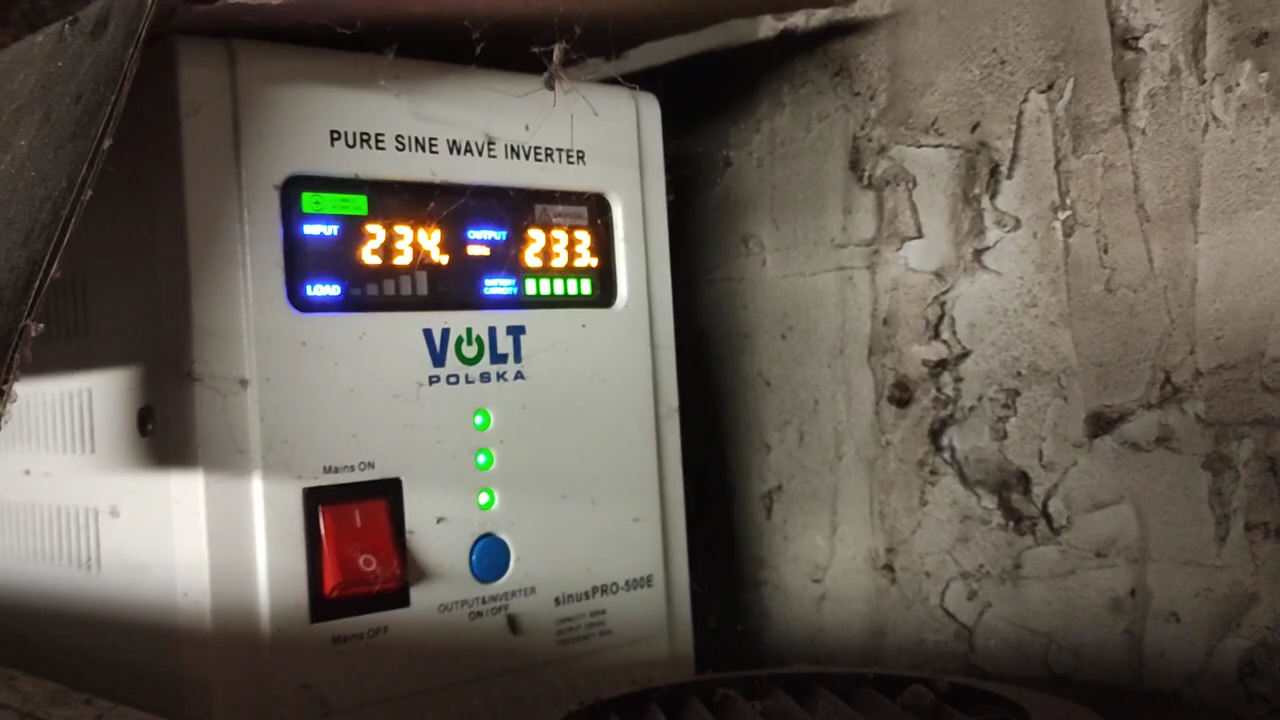 PURE SINE WAVE INVERTER
INPUT 234. OUTPUT 233.
LOAD BATTERY CAPACITY
VOLT
POLSKA
Mains ON
Mains OFF
OUTPUT&INVERTER
ON/OFF
sinusPRO-500E